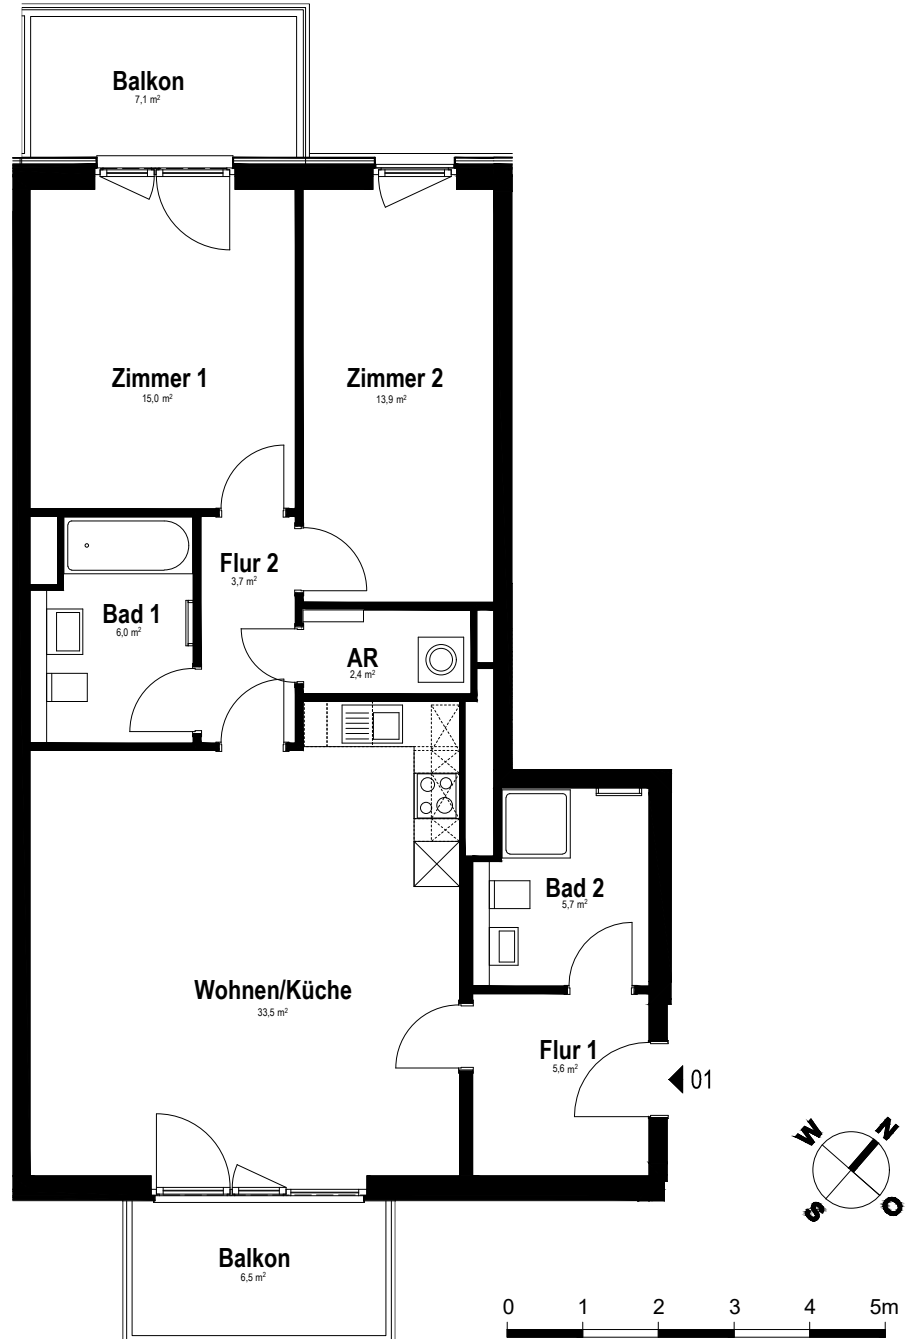 Balkon
7,1 m²
Zimmer 1
15,0 m²
Zimmer 2
13,9 m²
Flur 2
3,7 m²
Bad 1
6,0 m²
AR
2,4 m²
Bad 2
5,7 m²
Wohnen/Küche
33,5 m²
Flur 1
5,6 m²
01
W N
S O
Balkon
6,5 m²
0 1 2 3 4 5m